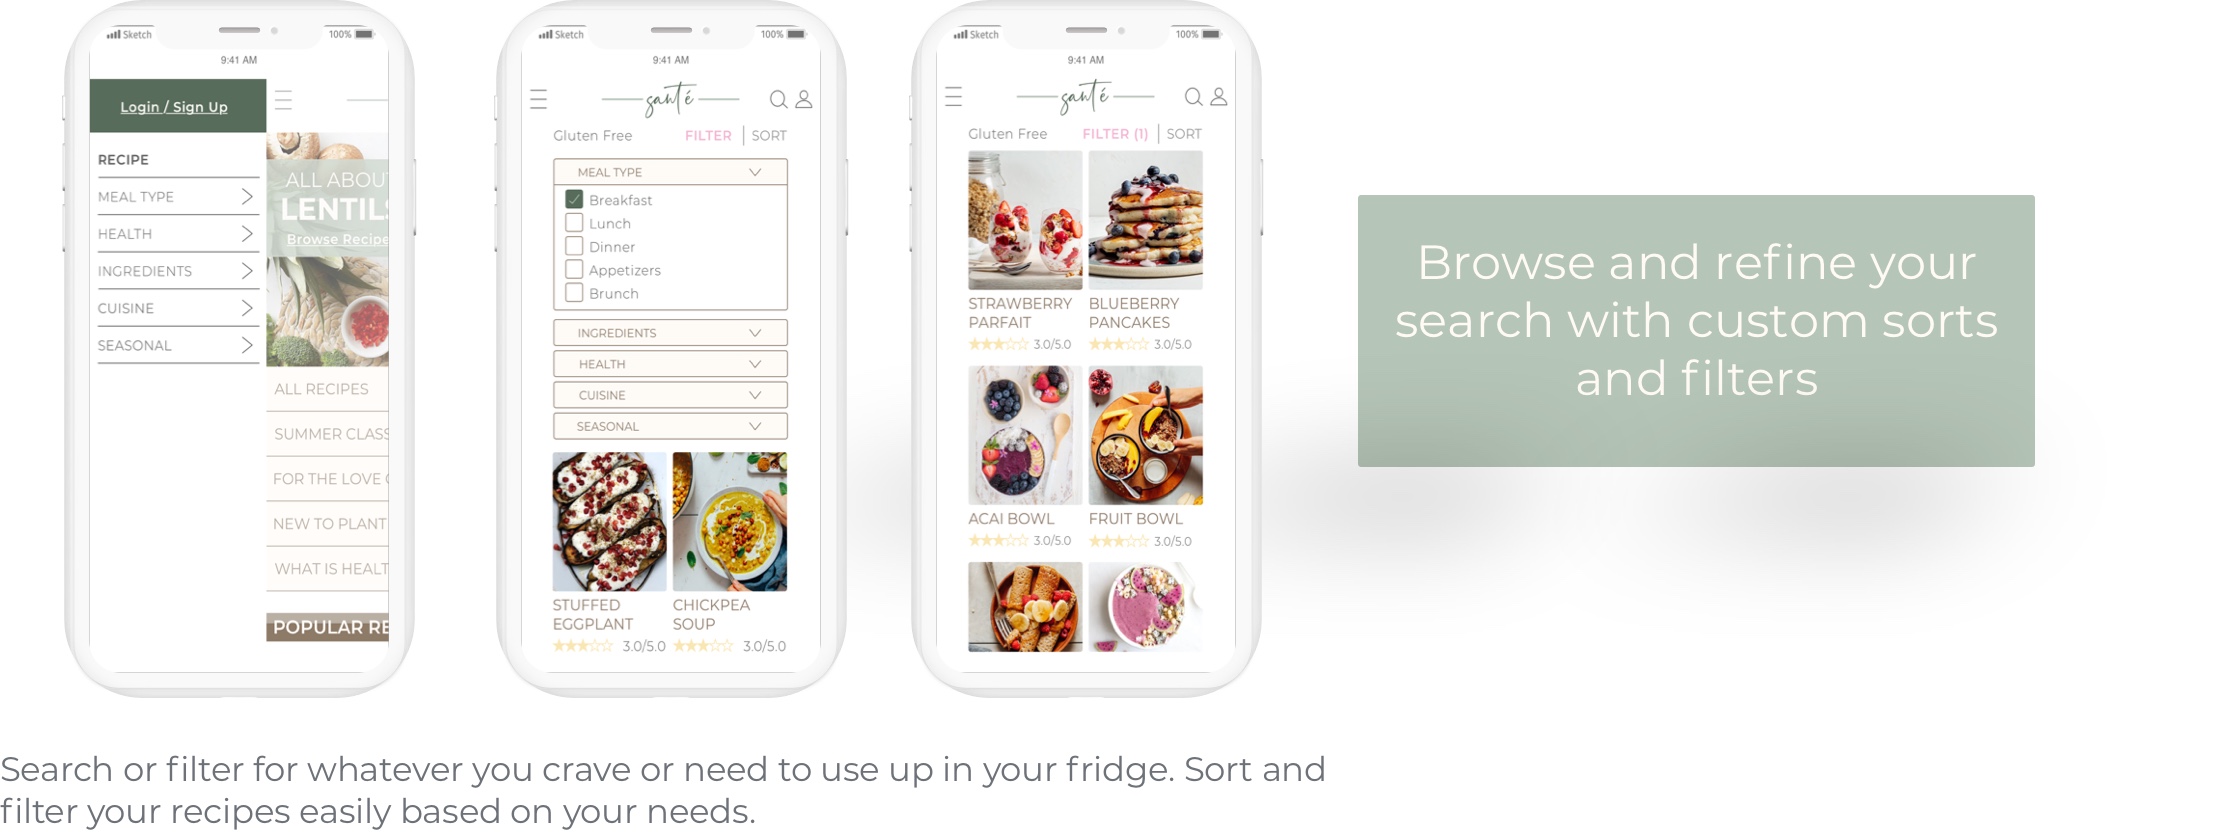 Sketch
100%
9:41 AM
Login / Sign Up
RECIPE
MEAL TYPE
HEALTH
INGREDIENTS
CUISINE
SEASONAL
ALL ABOU
LENTILS
Browse Recipe
ALL RECIPES
SUMMER CLASS
FOR THE LOVE
NEW TO PLANT
WHAT IS HEALT
POPULAR RE
Sketch
100%
9:41 AM
santé
Gluten Free FILTER | SORT
MEAL TYPE
Breakfast
Lunch
Dinner
Appetizers
Brunch
INGREDIENTS
HEALTH
CUISINE
SEASONAL
STUFFED
EGGPLANT
3.0/5.0
CHICKPEA
SOUP
3.0/5.0
Sketch
100%
9:41 AM
santé
Gluten Free FILTER (1) | SORT
STRAWBERRY
PARFAIT
3.0/5.0
BLUEBERRY
PANCAKES
3.0/5.0
ACAI BOWL
3.0/5.0
FRUIT BOWL
3.0/5.0
Browse and refine your
search with custom sorts
and filters
Search or filter for whatever you crave or need to use up in your fridge. Sort and
filter your recipes easily based on your needs.